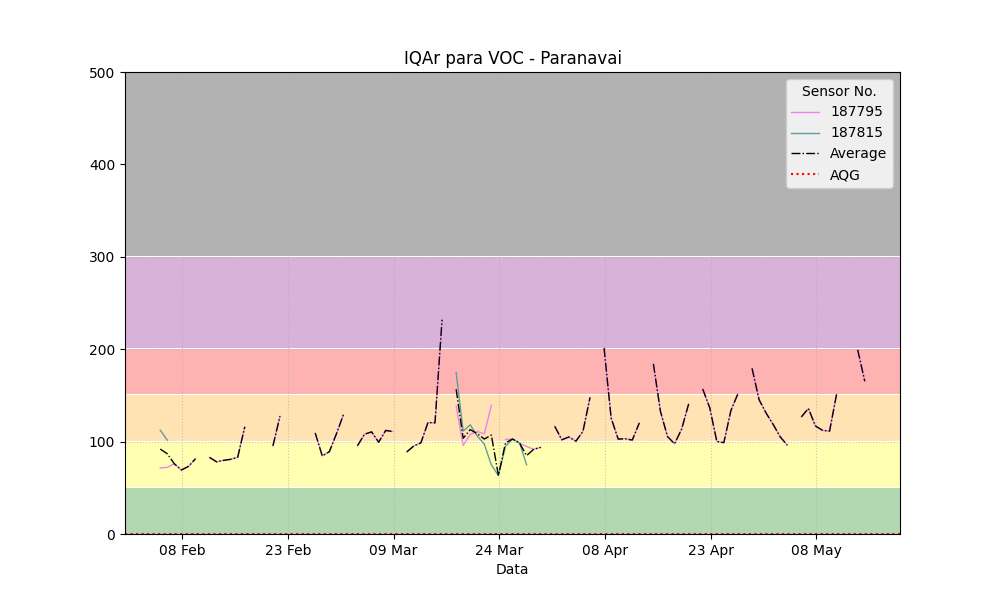 IQAr para VOC - Paranavai
500
400
300
200
100
0
Sensor No.
187795
187815
Average
AQG
08 Feb
23 Feb
09 Mar
24 Mar
08 Apr
23 Apr
08 May
Data